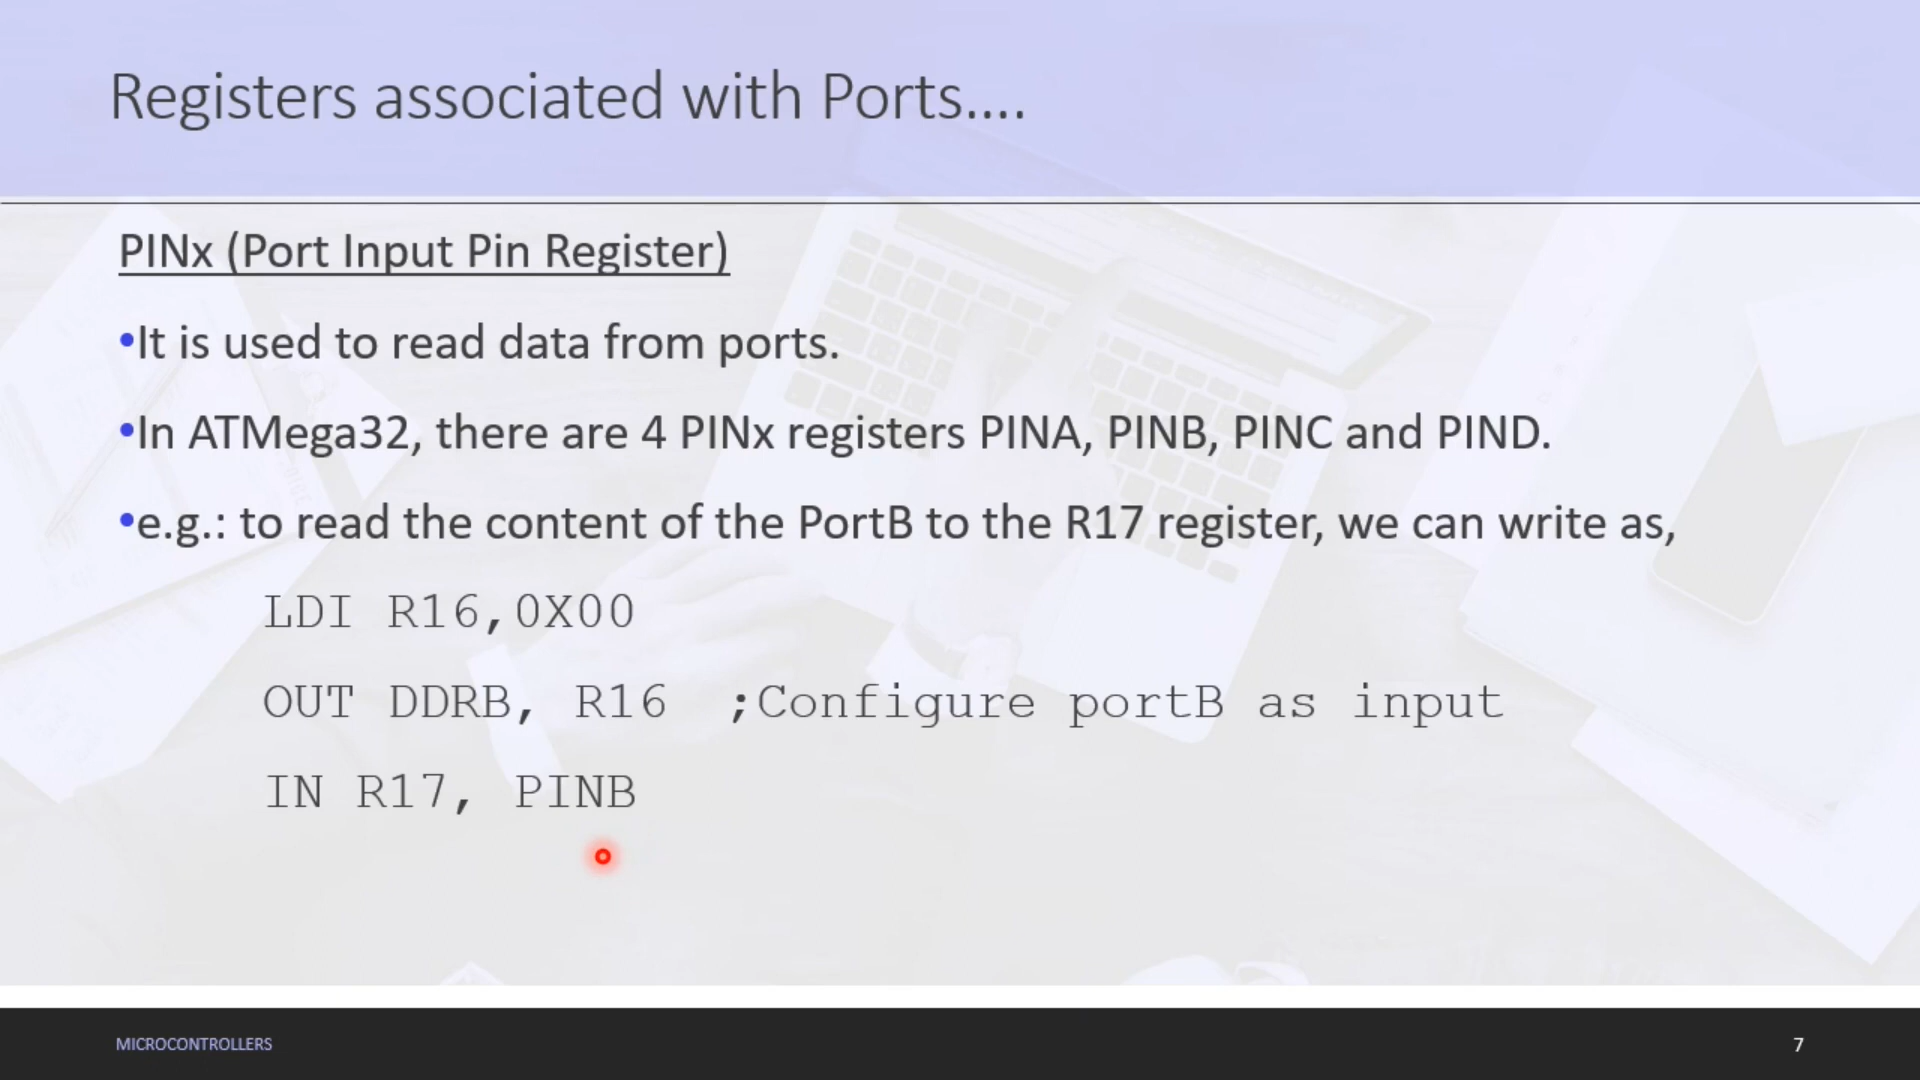 Registers associated with Ports....
PINx (Port Input Pin Register)
•It is used to read data from ports.
•In ATMega32, there are 4 PINx registers PINA, PINB, PINC and PIND.
•e.g.: to read the content of the PortB to the R17 register, we can write as,
LDI R16,0X00
OUT DDRB, R16 ;Configure portB as input
IN R17, PINB
MICROCONTROLLERS
7